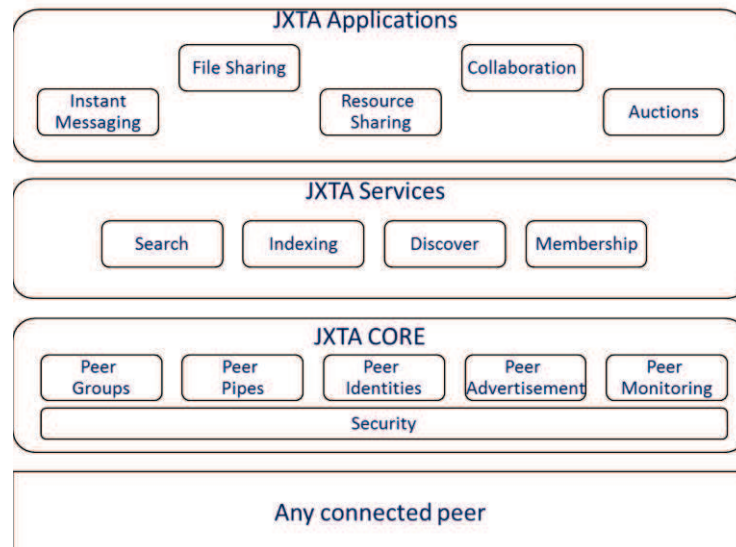 JXTA Applications
File Sharing
Collaboration
Instant
Messaging
Resource
Sharing
Auctions
JXTA Services
Search
Indexing
Discover
Membership
JXTA CORE
Peer
Groups
Peer
Pipes
Peer
Identities
Peer
Advertisement
Peer
Monitoring
Security
Any connected peer